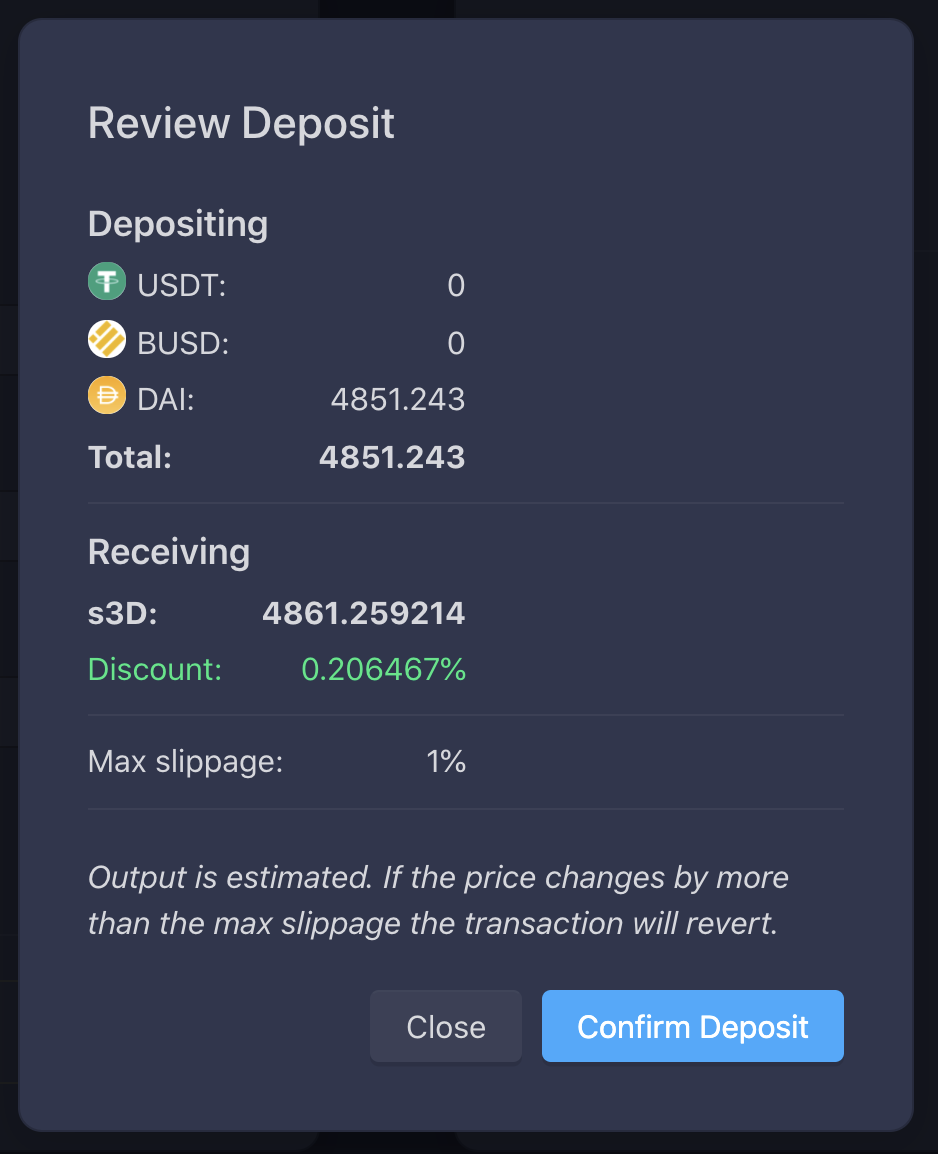 Review Deposit
Depositing
USDT: 0
BUSD: 0
DAI: 4851.243
Total: 4851.243
Receiving
s3D: 4861.259214
Discount: 0.206467%
Max slippage: 1%
Output is estimated. If the price changes by more
than the max slippage the transaction will revert.
Close Confirm Deposit